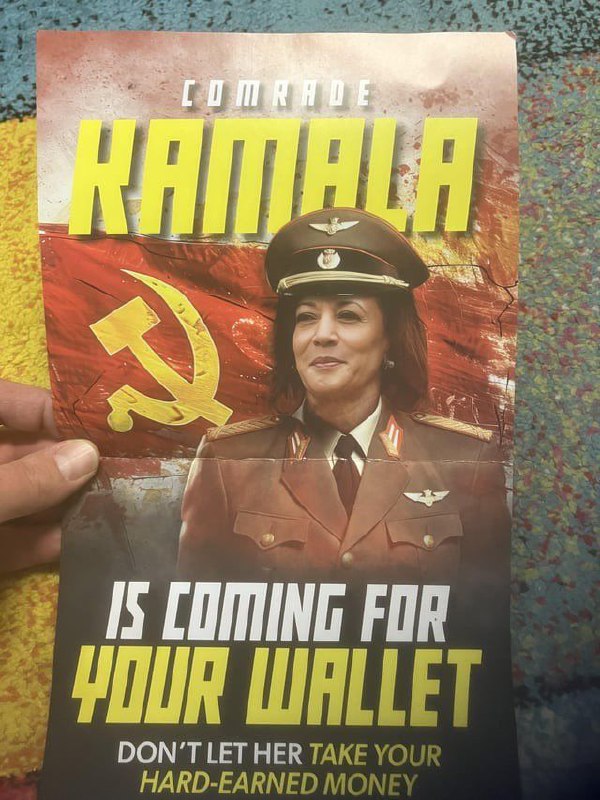 COMRADE
KAMALA
IS COMING FOR
YOUR WALLET
DON'T LET HER TAKE YOUR
HARD-EARNED MONEY